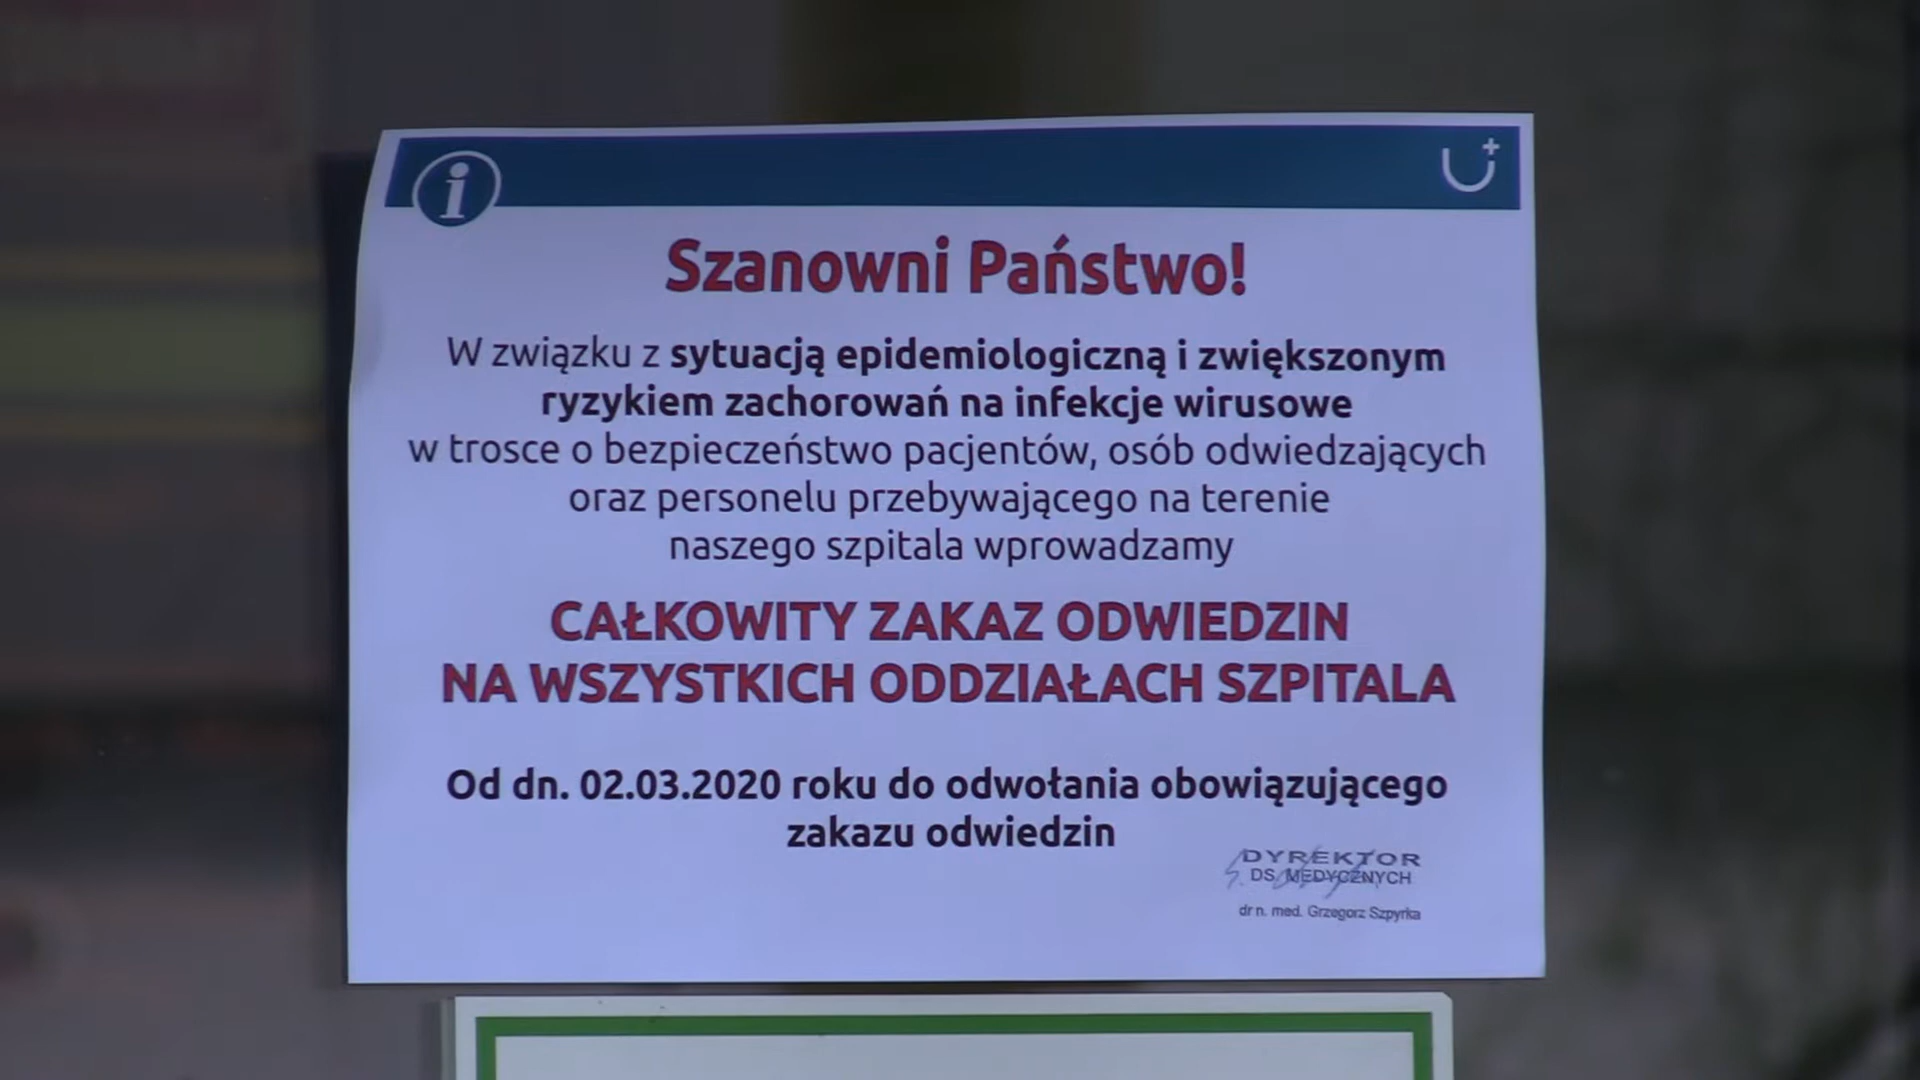 i
Szanowni Państwo!
W związku z sytuacją epidemiologiczną i zwiększonym
ryzykiem zachorowań na infekcje wirusowe
w trosce o bezpieczeństwo pacjentów, osób odwiedzających
oraz personelu przebywającego na terenie
naszego szpitala wprowadzamy
CAŁKOWITY ZAKAZ ODWIEDZIN
NA WSZYSTKICH ODDZIAŁACH SZPITALA
Od dn. 02.03.2020 roku do odwołania obowiązującego
zakazu odwiedzin
DYREKTOR
DS. MEDYCZNYCH
dr n. med. Grzegorz Szpyrka